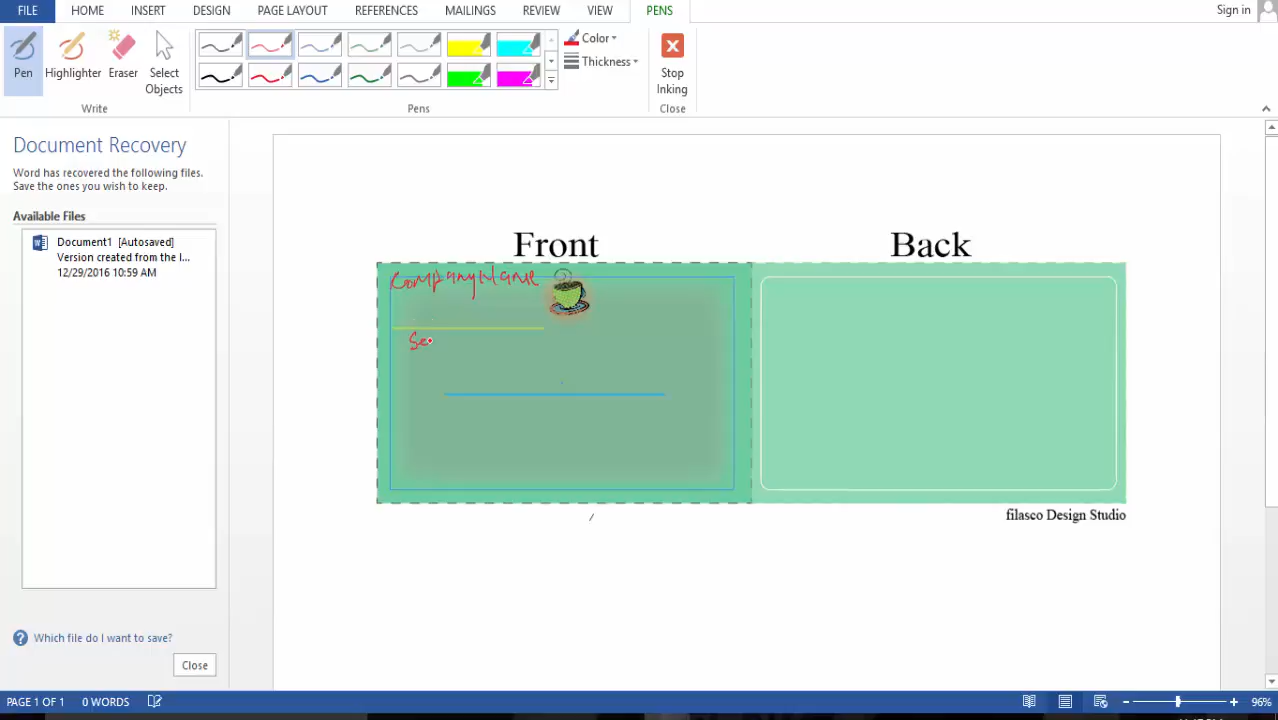 FILE HOME INSERT DESIGN PAGE LAYOUT REFERENCES MAILINGS REVIEW VIEW PENS Sign in
Pen Highlighter Eraser Select Objects
Color
Thickness
Stop Inking
Write Pens Close
Document Recovery
Word has recovered the following files.
Save the ones you wish to keep.
Available Files
Document1 [Autosaved]
Version created from the l...
12/29/2016 10:59 AM
Which file do I want to save?
Close
Front Back
Company Name
Se
filasco Design Studio
PAGE 1 OF 1 0 WORDS 96%